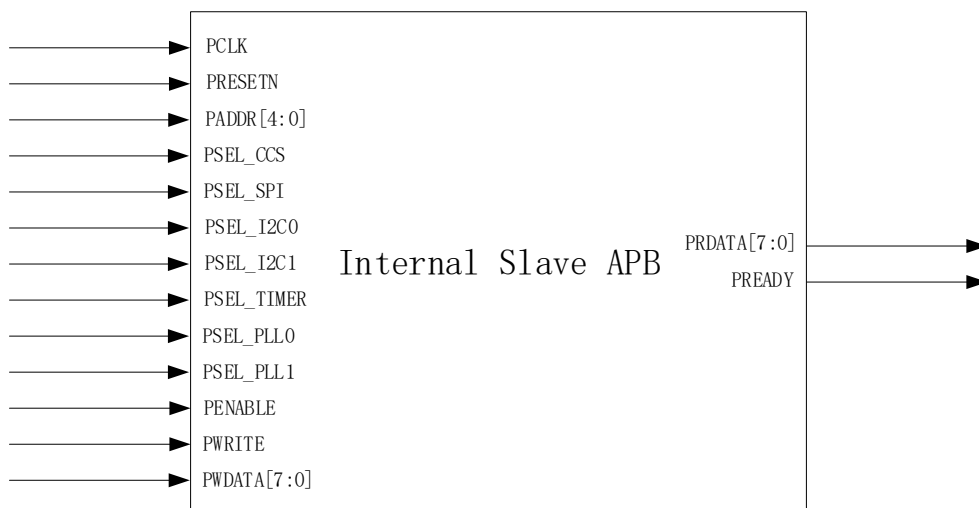 PCLK
PRESETN
PADDR[4:0]
PSEL_CCS
PSEL_SPI
PSEL_I2C0
PSEL_I2C1
PSEL_TIMER
PSEL_PLL0
PSEL_PLL1
PENABLE
PWRITE
PWDATA[7:0]
Internal Slave APB
PRDATA[7:0]
PREADY